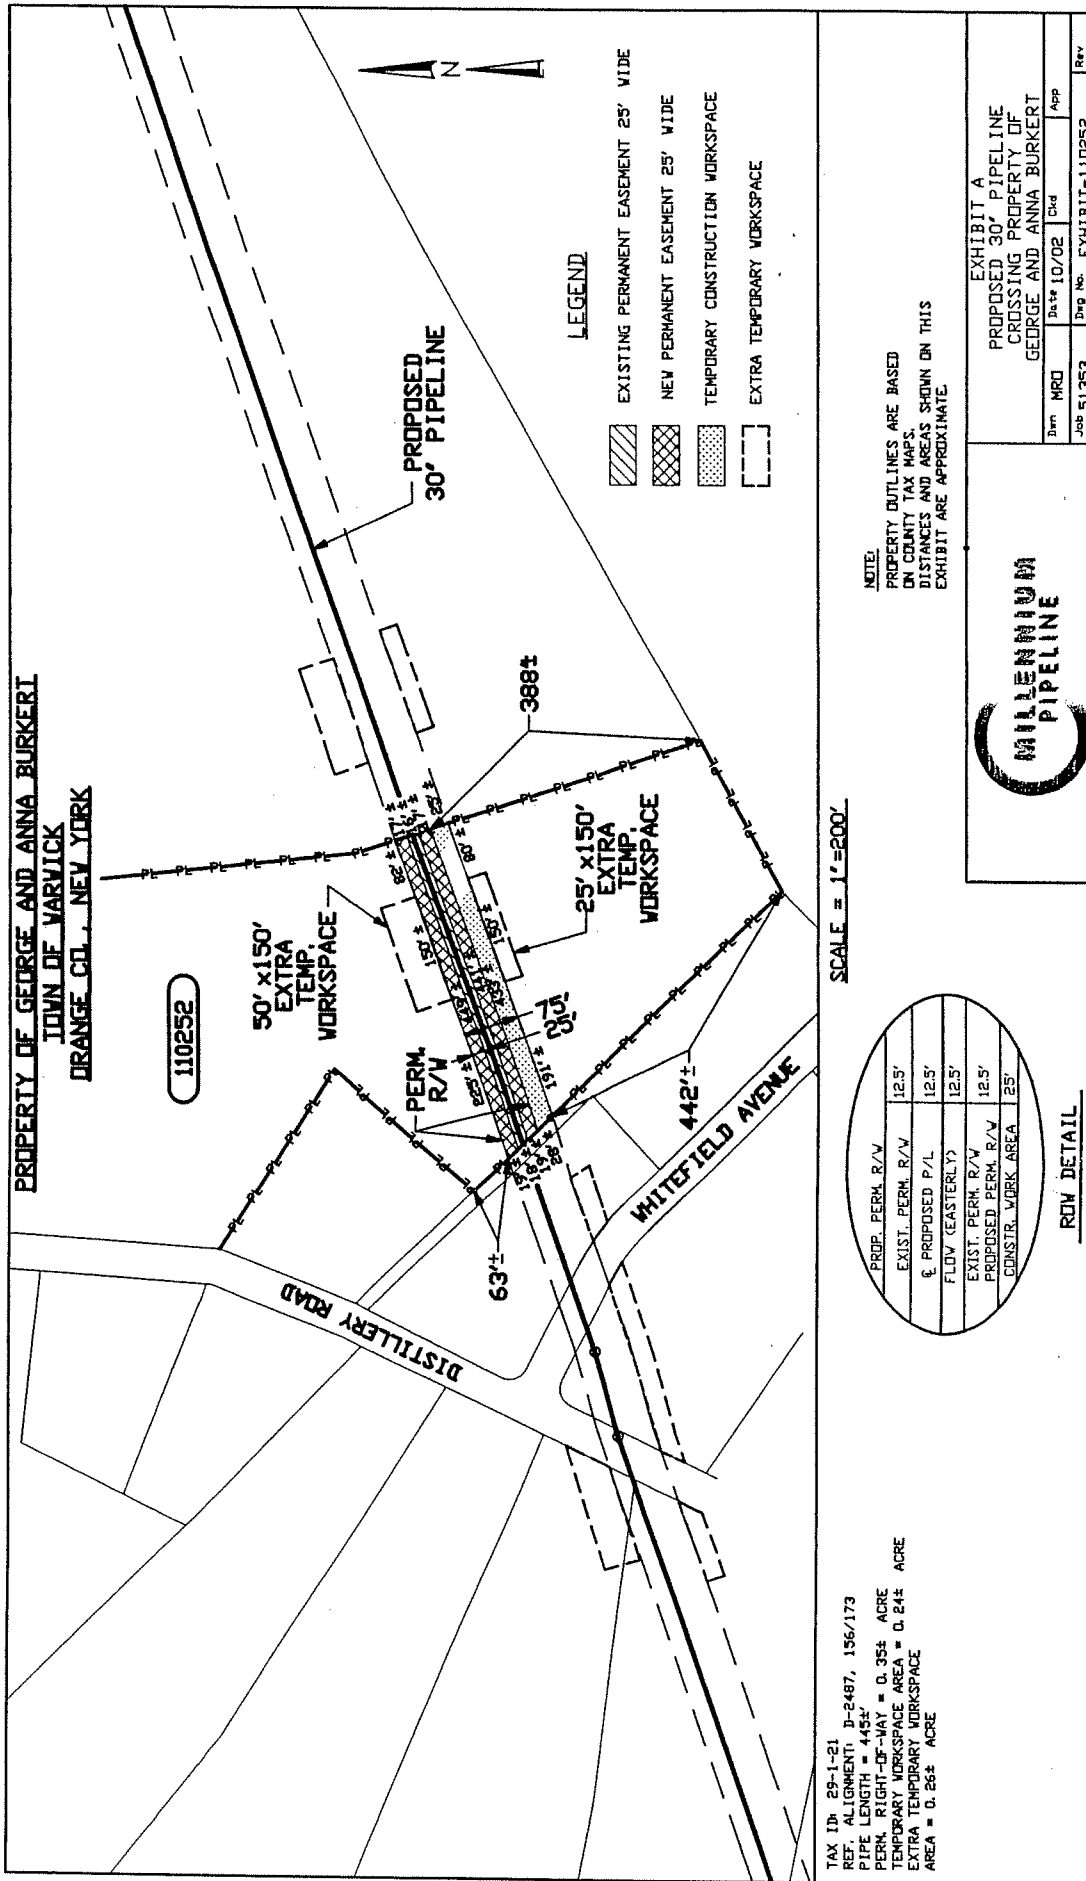 PROPERTY OF GEORGE AND ANNA BURKERT
TOWN OF WARWICK
ORANGE CO., NEW YORK
110252
50' x150'
EXTRA
TEMP.
WORKSPACE
PERM.
R/W
PROPOSED
30" PIPELINE
N
388'±
25' x150'
EXTRA
TEMP.
WORKSPACE
28'±
150'±
80'±
150'±
191'±
75'
25'
63'±
442'±
DISTILLERY ROAD
WHITEFIELD AVENUE
LEGEND
EXISTING PERMANENT EASEMENT 25' WIDE
NEW PERMANENT EASEMENT 25' WIDE
TEMPORARY CONSTRUCTION WORKSPACE
EXTRA TEMPORARY WORKSPACE
TAX ID: 29-1-21
REF. ALIGNMENT: D-2487, 156/173
PIPE LENGTH = 445±'
PERM. RIGHT-OF-WAY = 0.35± ACRE
TEMPORARY WORKSPACE AREA = 0.24± ACRE
EXTRA TEMPORARY WORKSPACE
AREA = 0.26± ACRE
SCALE = 1"=200'
PROP. PERM. R/W 12.5'
EXIST. PERM. R/W 12.5'
℄ PROPOSED P/L
FLOW (EASTERLY) 12.5'
EXIST. PERM. R/W
PROPOSED PERM. R/W 12.5'
CONSTR. WORK AREA 25'
ROW DETAIL
NOTE:
PROPERTY OUTLINES ARE BASED
ON COUNTY TAX MAPS.
DISTANCES AND AREAS SHOWN ON THIS
EXHIBIT ARE APPROXIMATE.
MILLENNIUM
PIPELINE
EXHIBIT A
PROPOSED 30" PIPELINE
CROSSING PROPERTY OF
GEORGE AND ANNA BURKERT
Dwn MRO Date 10/02 Ckd App
Job 51353 Dwg No. EXHIBIT-110252 Rev